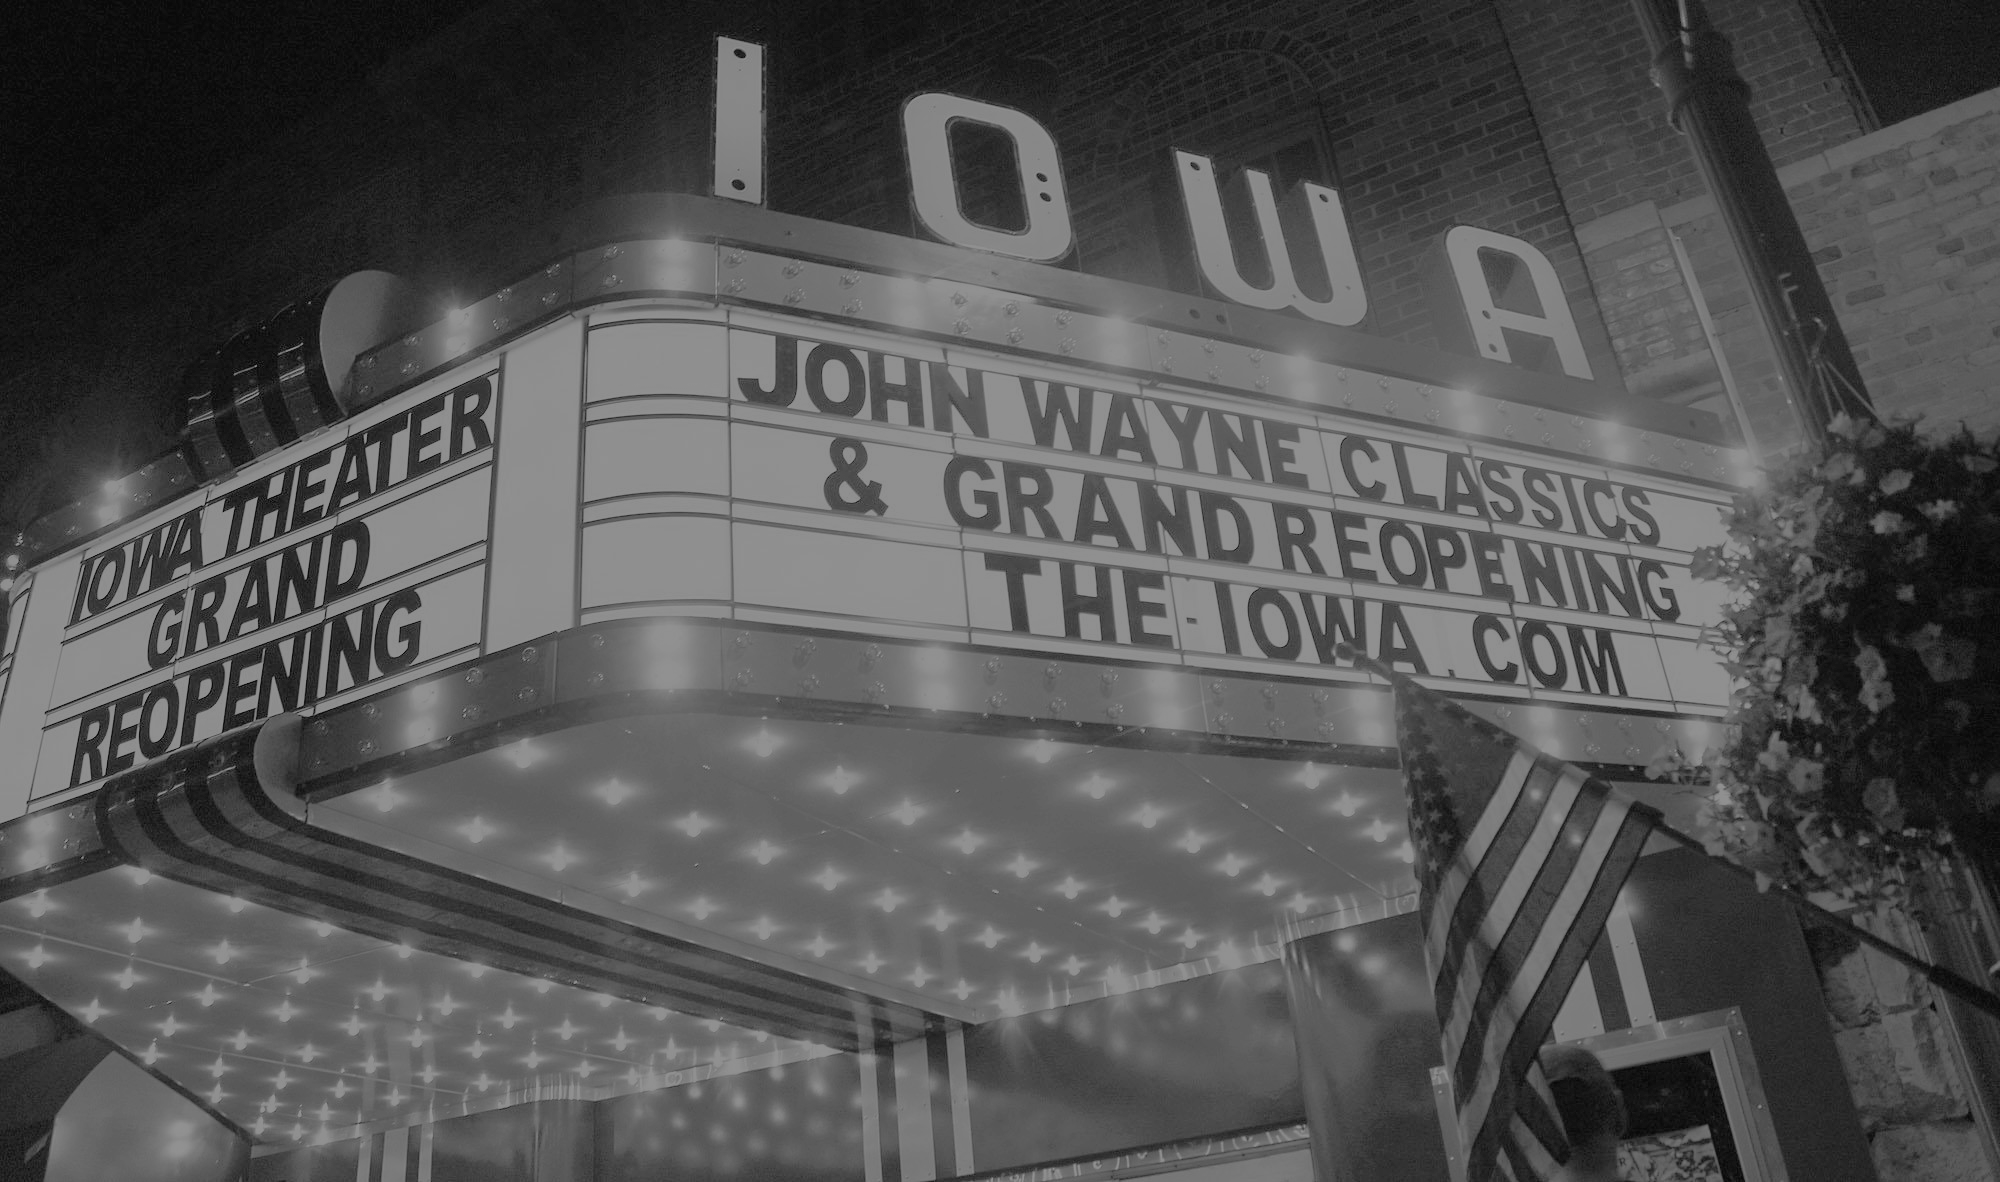 IOWA
IOWA THEATER
GRAND
REOPENING
JOHN WAYNE CLASSICS
& GRAND REOPENING
THE-IOWA.COM